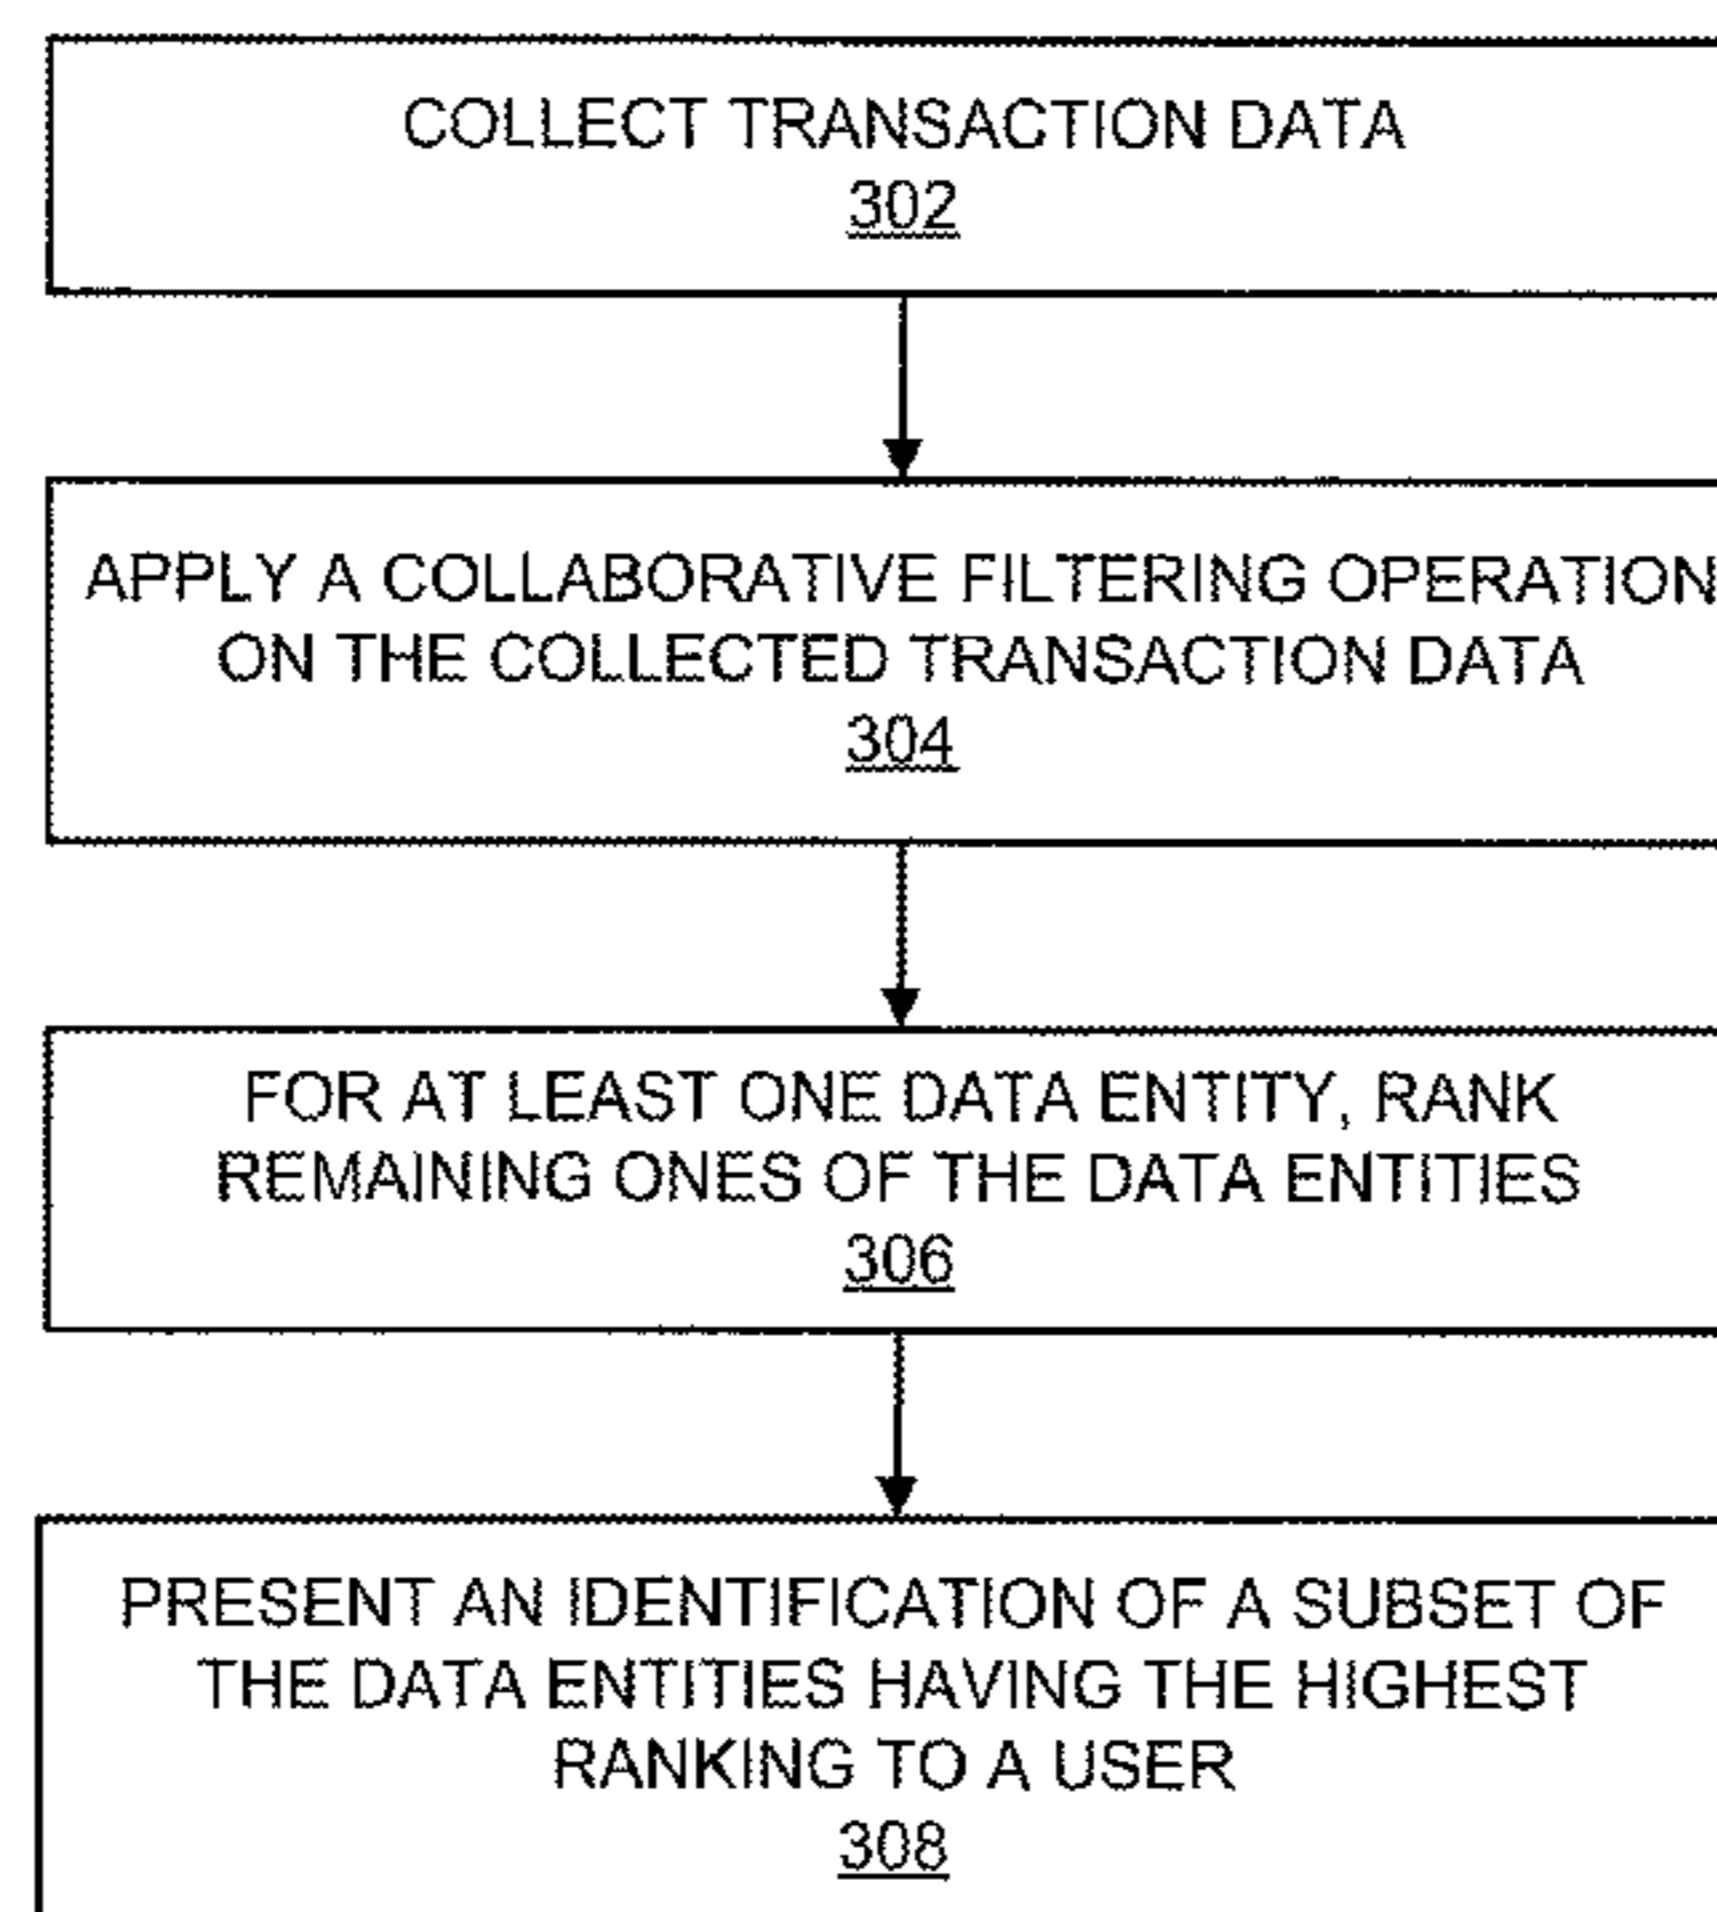 COLLECT TRANSACTION DATA
302
APPLY A COLLABORATIVE FILTERING OPERATION
ON THE COLLECTED TRANSACTION DATA
304
FOR AT LEAST ONE DATA ENTITY, RANK
REMAINING ONES OF THE DATA ENTITIES
306
PRESENT AN IDENTIFICATION OF A SUBSET OF
THE DATA ENTITIES HAVING THE HIGHEST
RANKING TO A USER
308